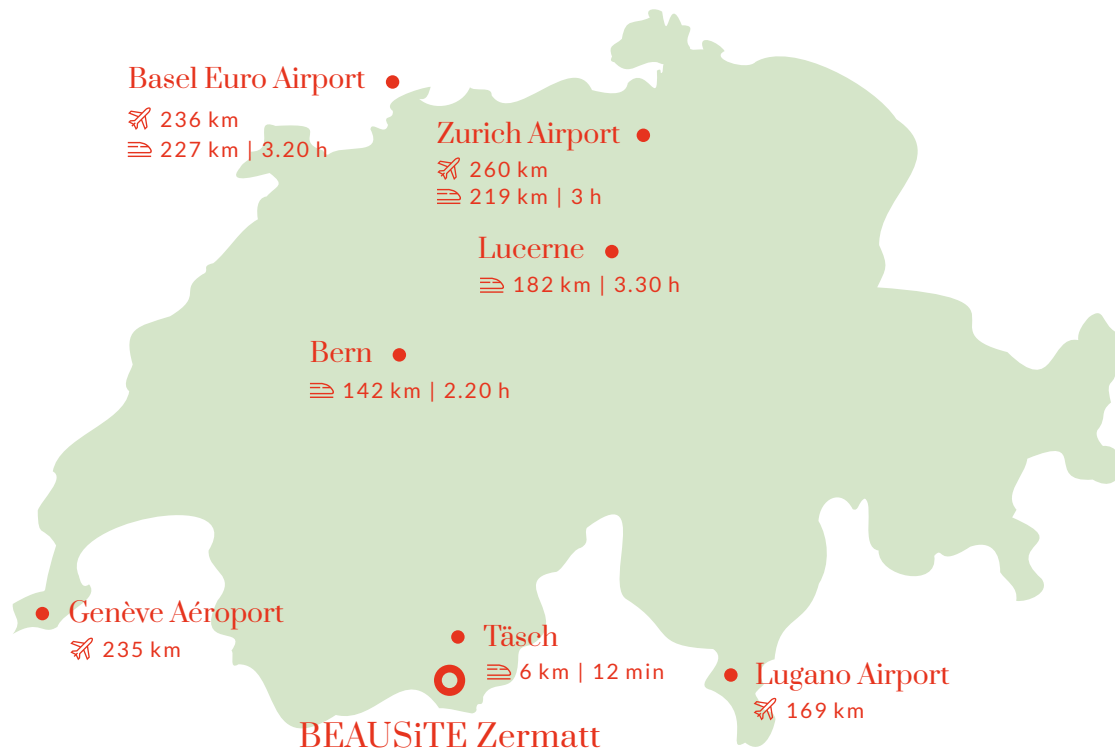 Basel Euro Airport
236 km
227 km | 3.20 h
Zurich Airport
260 km
219 km | 3 h
Lucerne
182 km | 3.30 h
Bern
142 km | 2.20 h
Genève Aéroport
235 km
Täsch
6 km | 12 min
Lugano Airport
169 km
BEAUSiTE Zermatt